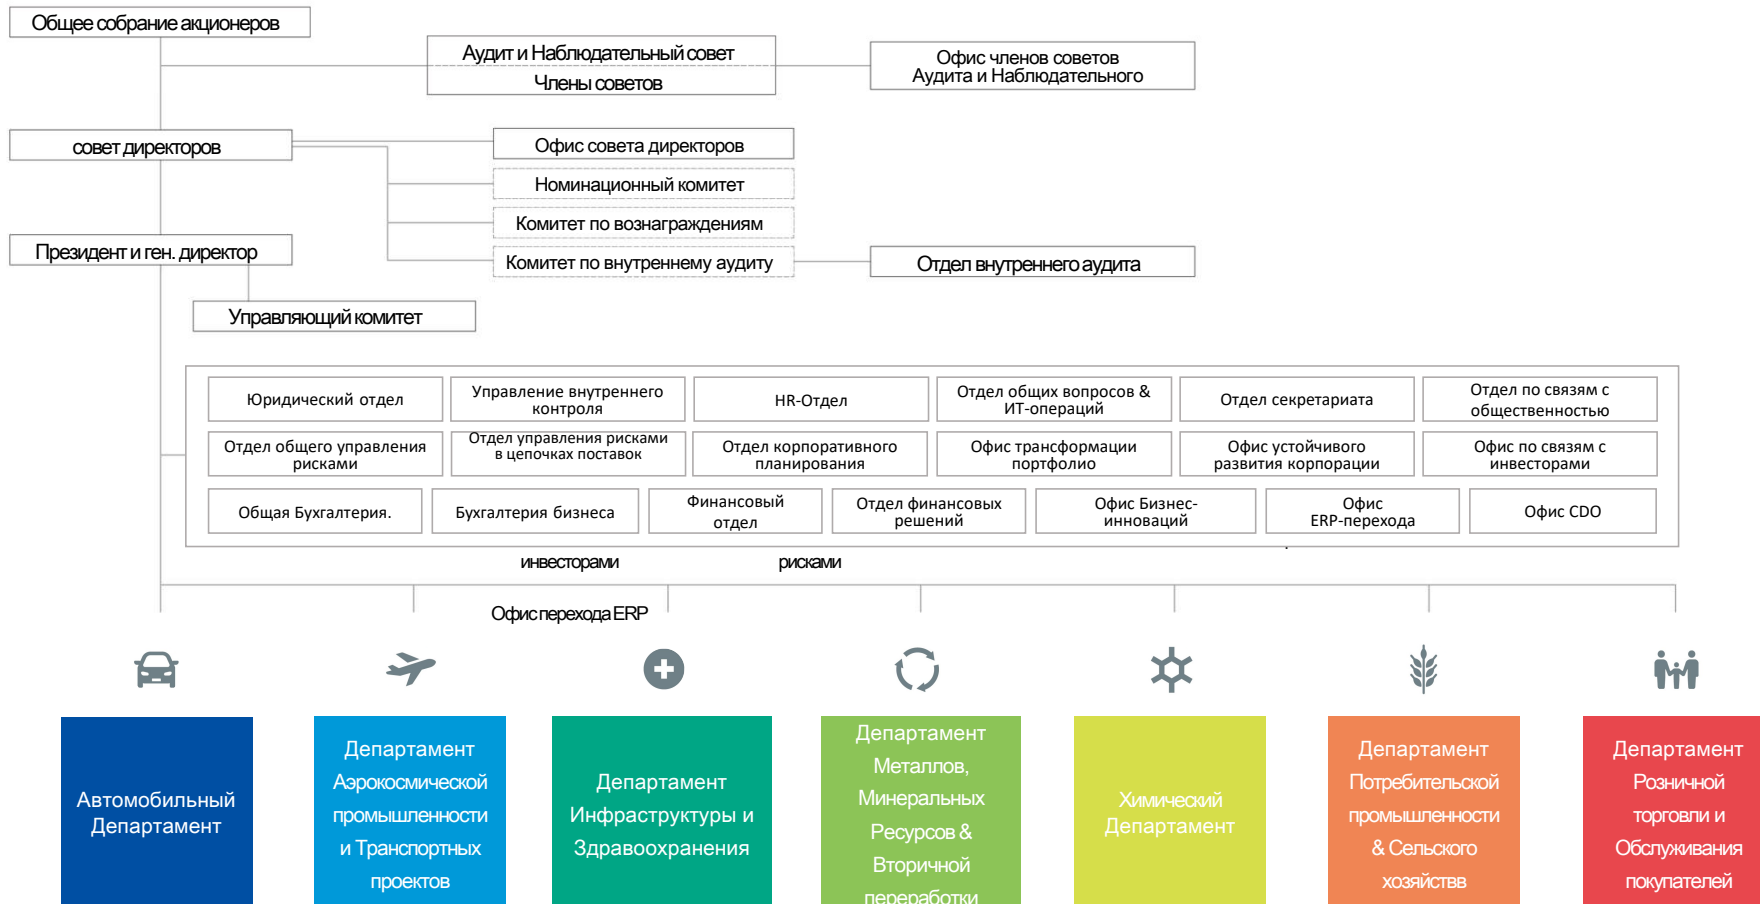 Общее собрание акционеров
Аудит и Наблюдательный совет
Члены советов
Офис членов советов
Аудита и Наблюдательного
совет директоров
Офис совета директоров
Номинационный комитет
Комитет по вознаграждениям
Президент и ген. директор
Комитет по внутреннему аудиту
Отдел внутреннего аудита
Управляющий комитет
Юридический отдел
Управление внутреннего
контроля
HR-Отдел
Отдел общих вопросов &
ИТ-операций
Отдел секретариата
Отдел по связям с
общественностью
Отдел общего управления
рисками
Отдел управления рисками
в цепочках поставок
Отдел корпоративного
планирования
Офис трансформации
портфолио
Офис устойчивого
развития корпорации
Офис по связям с
инвесторами
Общая Бухгалтерия.
Бухгалтерия бизнеса
Финансовый
отдел
Отдел финансовых
решений
Офис Бизнес-
инноваций
Офис
ERP-перехода
Офис CDO
инвесторами
рисками
Офис перехода ERP
Автомобильный
Департамент
Департамент
Аэрокосмической
промышленности
и Транспортных
проектов
Департамент
Инфраструктуры и
Здравоохранения
Департамент
Металлов,
Минеральных
Ресурсов &
Вторичной
переработки
Химический
Департамент
Департамент
Потребительской
промышленности
& Сельского
хозяйствв
Департамент
Розничной
торговли и
Обслуживания
покупателей